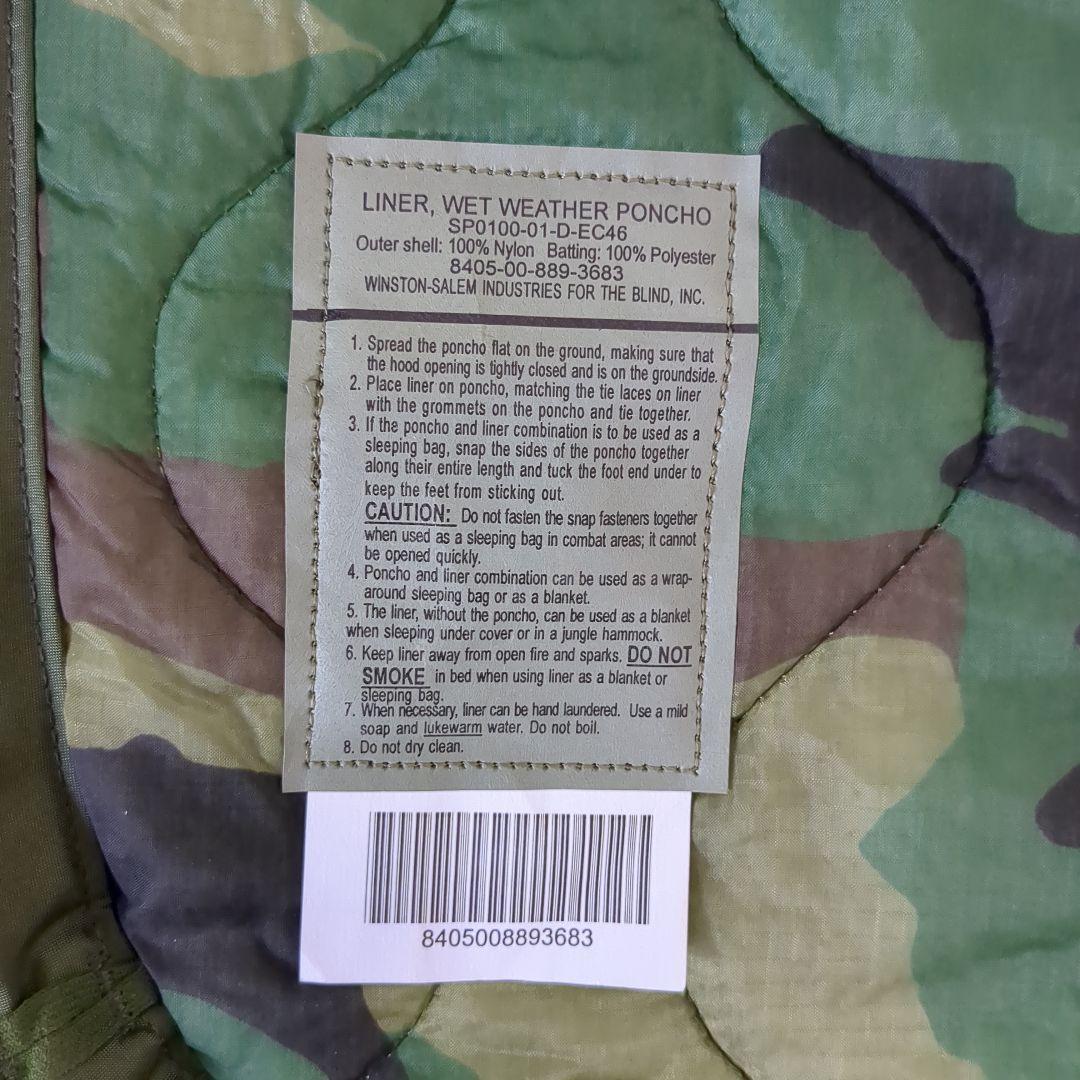 LINER, WET WEATHER PONCHO
SP0100-01-D-EC46
Outer shell: 100% Nylon Batting: 100% Polyester
8405-00-889-3683
WINSTON-SALEM INDUSTRIES FOR THE BLIND, INC.
1. Spread the poncho flat on the ground, making sure that
the hood opening is tightly closed and is on the groundside.
2. Place liner on poncho, matching the tie laces on liner
with the grommets on the poncho and tie together.
3. If the poncho and liner combination is to be used as a
sleeping bag, snap the sides of the poncho together
along their entire length and tuck the foot end under to
keep the feet from sticking out.
CAUTION: Do not fasten the snap fasteners together
when used as a sleeping bag in combat areas; it cannot
be opened quickly.
4. Poncho and liner combination can be used as a wrap-
around sleeping bag or as a blanket.
5. The liner, without the poncho, can be used as a blanket
when sleeping under cover or in a jungle hammock.
6. Keep liner away from open fire and sparks. DO NOT
SMOKE in bed when using liner as a blanket or
sleeping bag.
7. When necessary, liner can be hand laundered. Use a mild
soap and lukewarm water. Do not boil.
8. Do not dry clean.
8405008893683